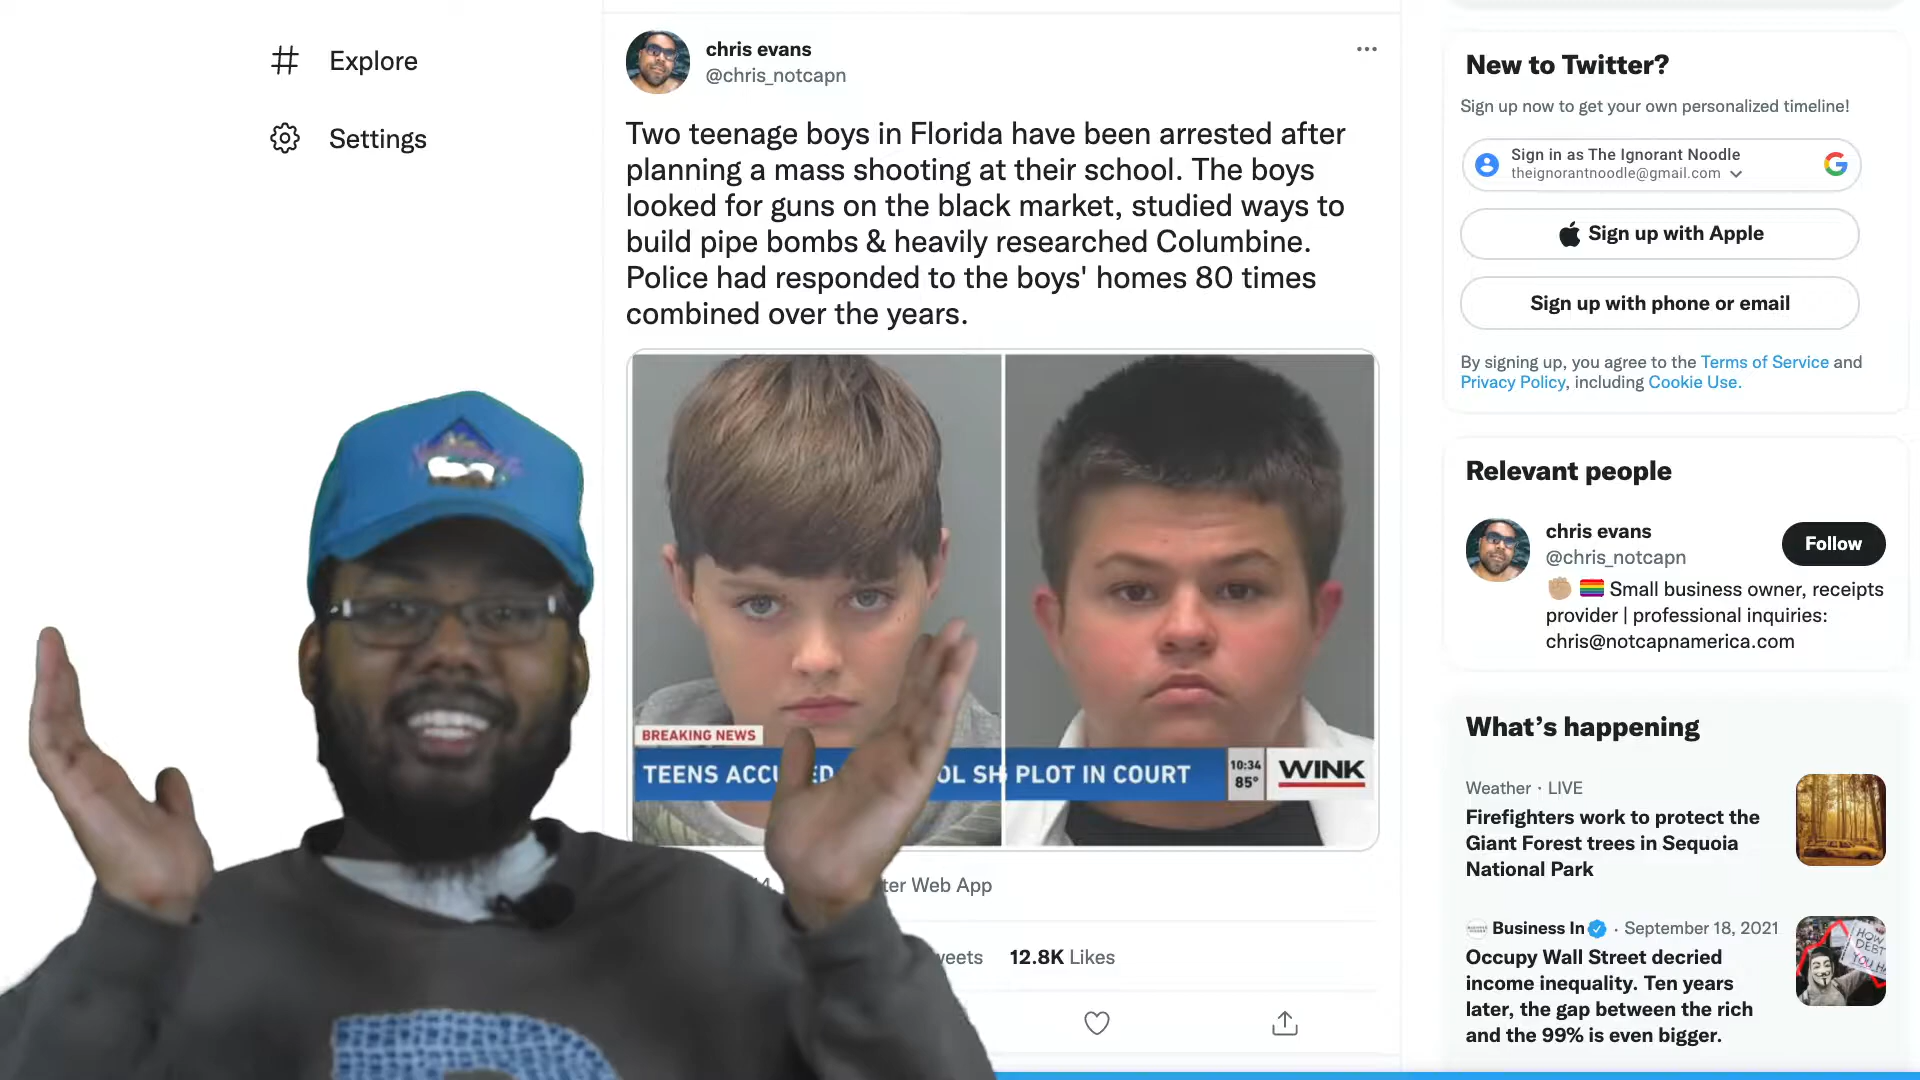 Explore
Settings
chris evans
@chris_notcapn
Two teenage boys in Florida have been arrested after
planning a mass shooting at their school. The boys
looked for guns on the black market, studied ways to
build pipe bombs & heavily researched Columbine.
Police had responded to the boys' homes 80 times
combined over the years.
BREAKING NEWS
TEENS PLOT IN COURT
10:34
85°
WINK
Web App
12.8K Likes
New to Twitter?
Sign up now to get your own personalized timeline!
Sign in as The Ignorant Noodle
theignorantnoodle@gmail.com
Sign up with Apple
Sign up with phone or email
By signing up, you agree to the Terms of Service and
Privacy Policy, including Cookie Use.
Relevant people
chris evans
Follow
@chris_notcapn
Small business owner, receipts
provider | professional inquiries:
chris@notcapnamerica.com
What's happening
Weather · LIVE
Firefighters work to protect the
Giant Forest trees in Sequoia
National Park
Business In · September 18, 2021
Occupy Wall Street decried
income inequality. Ten years
later, the gap between the rich
and the 99% is even bigger.
HOW
DEBT